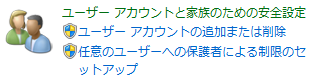 ユーザー アカウントと家族のための安全設定
ユーザー アカウントの追加または削除
任意のユーザーへの保護者による制限のセ
ットアップ